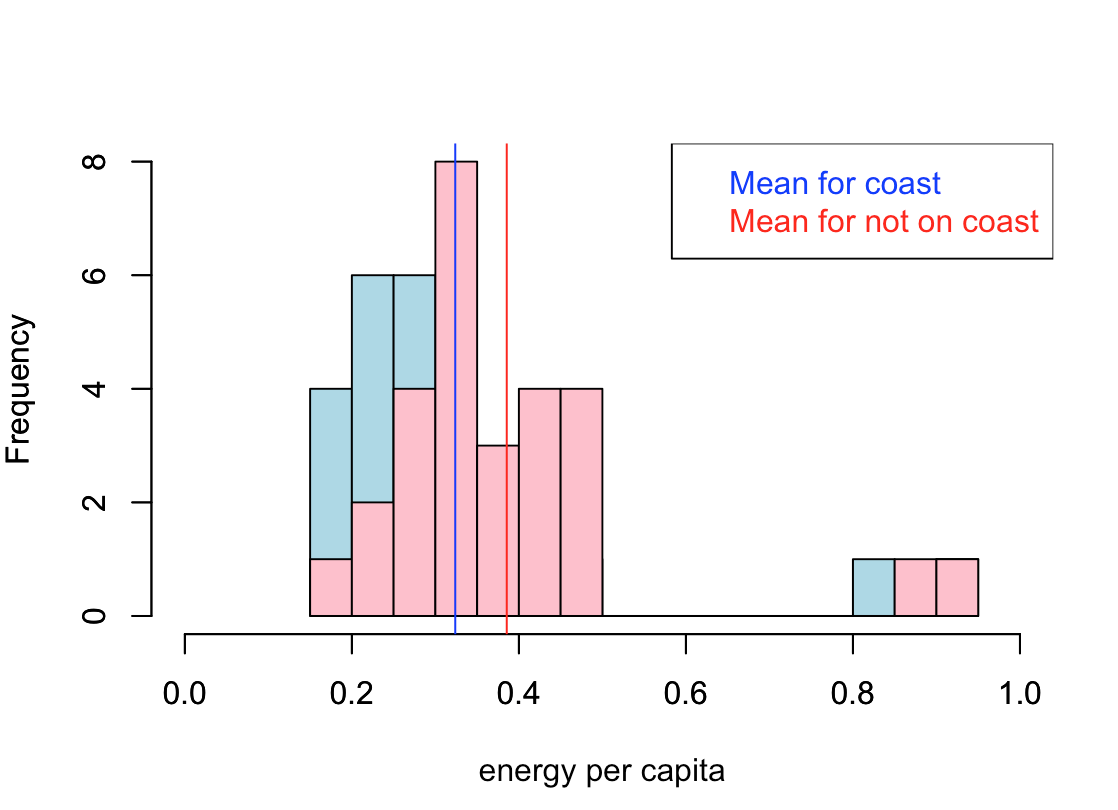 Mean for coast
Mean for not on coast
8
6
4
2
0
Frequency
0.0 0.2 0.4 0.6 0.8 1.0
energy per capita